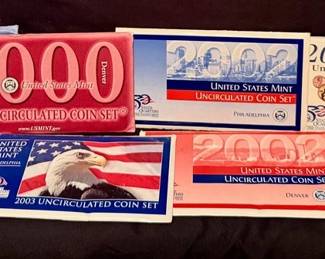 000
Denver
United States Mint
UNCIRCULATED COIN SET
www.USMINT.gov
2002
UNITED STATES MINT
UNCIRCULATED COIN SET
PHILADELPHIA
20
UNITED STATES
MINT
PHILADELPHIA
2003 UNCIRCULATED COIN SET
2002
UNITED STATES MINT
UNCIRCULATED COIN SET
DENVER